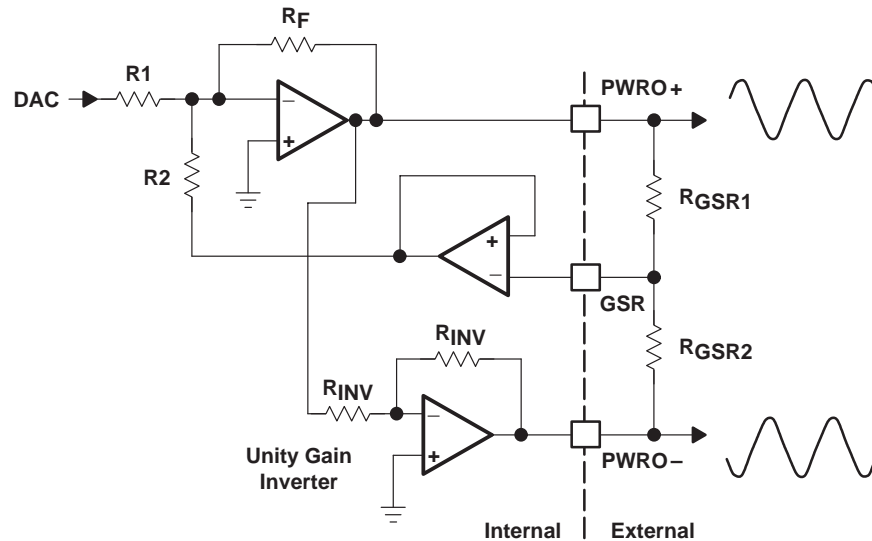 RF
R1
DAC
−
+
R2
PWRO+
RGSR1
+
−
GSR
RGSR2
RINV
RINV
−
+
Unity Gain
Inverter
PWRO−
Internal
External